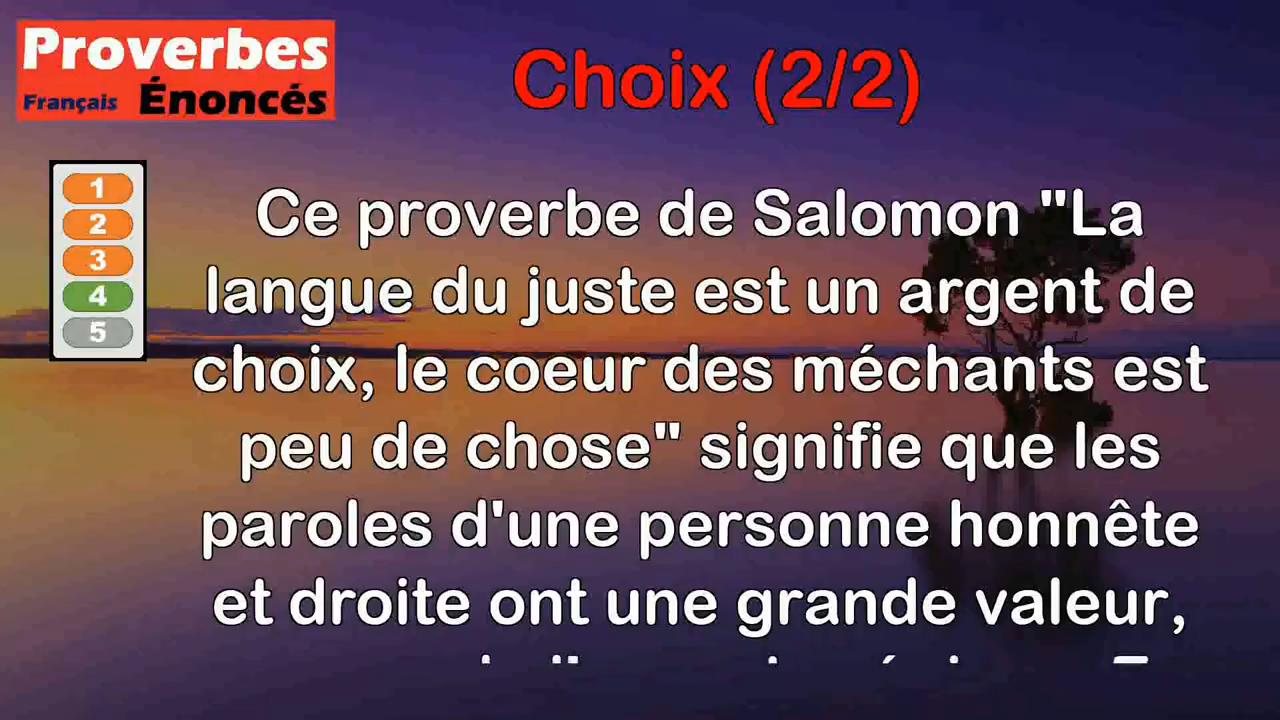 Proverbes
Français Énoncés
Choix (2/2)
1
2
3
4
5
Ce proverbe de Salomon "La
langue du juste est un argent de
choix, le coeur des méchants est
peu de chose" signifie que les
paroles d'une personne honnête
et droite ont une grande valeur,